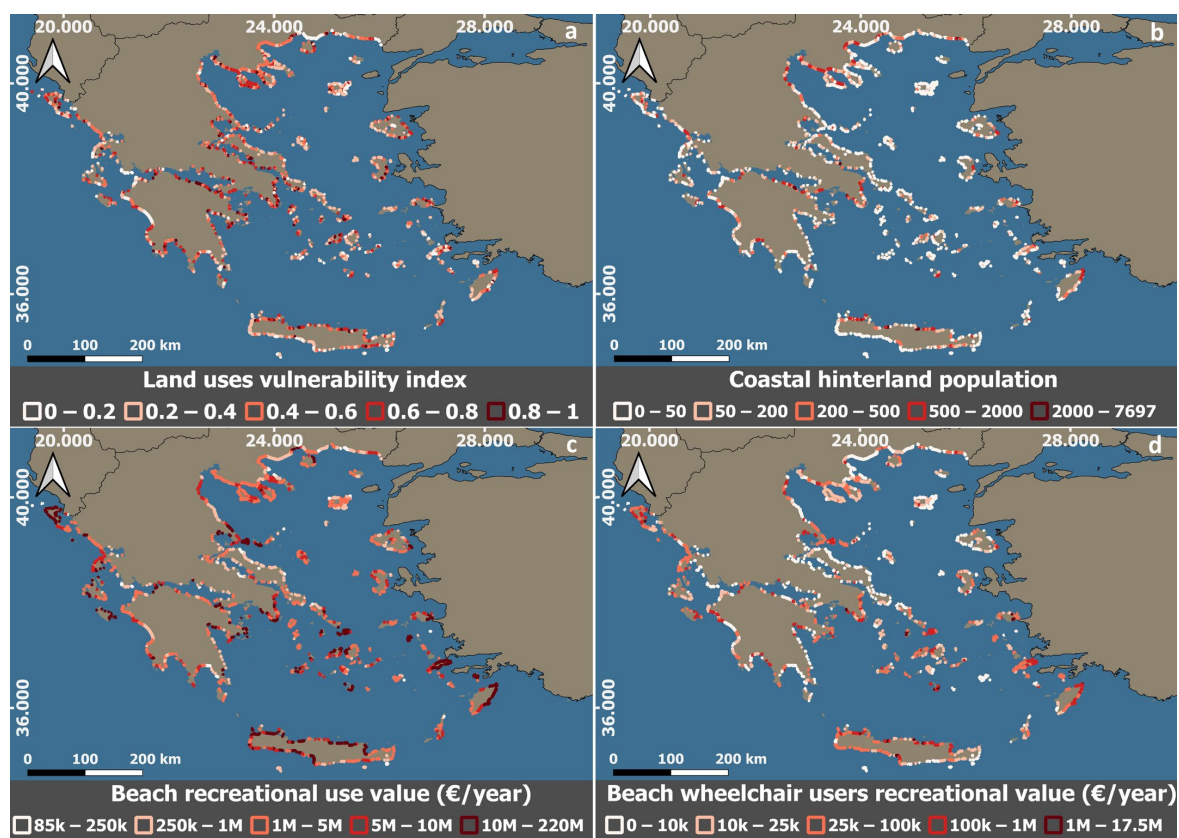 20.000 24.000 28.000 a
40.000
36.000
0 100 200 km
Land uses vulnerability index
0 – 0.2 0.2 – 0.4 0.4 – 0.6 0.6 – 0.8 0.8 – 1
20.000 24.000 28.000 b
40.000
36.000
0 100 200 km
Coastal hinterland population
0 – 50 50 – 200 200 – 500 500 – 2000 2000 – 7697
20.000 24.000 28.000 c
40.000
36.000
0 100 200 km
Beach recreational use value (€/year)
85k – 250k 250k – 1M 1M – 5M 5M – 10M 10M – 220M
20.000 24.000 28.000 d
40.000
36.000
0 100 200 km
Beach wheelchair users recreational value (€/year)
0 – 10k 10k – 25k 25k – 100k 100k – 1M 1M – 17.5M